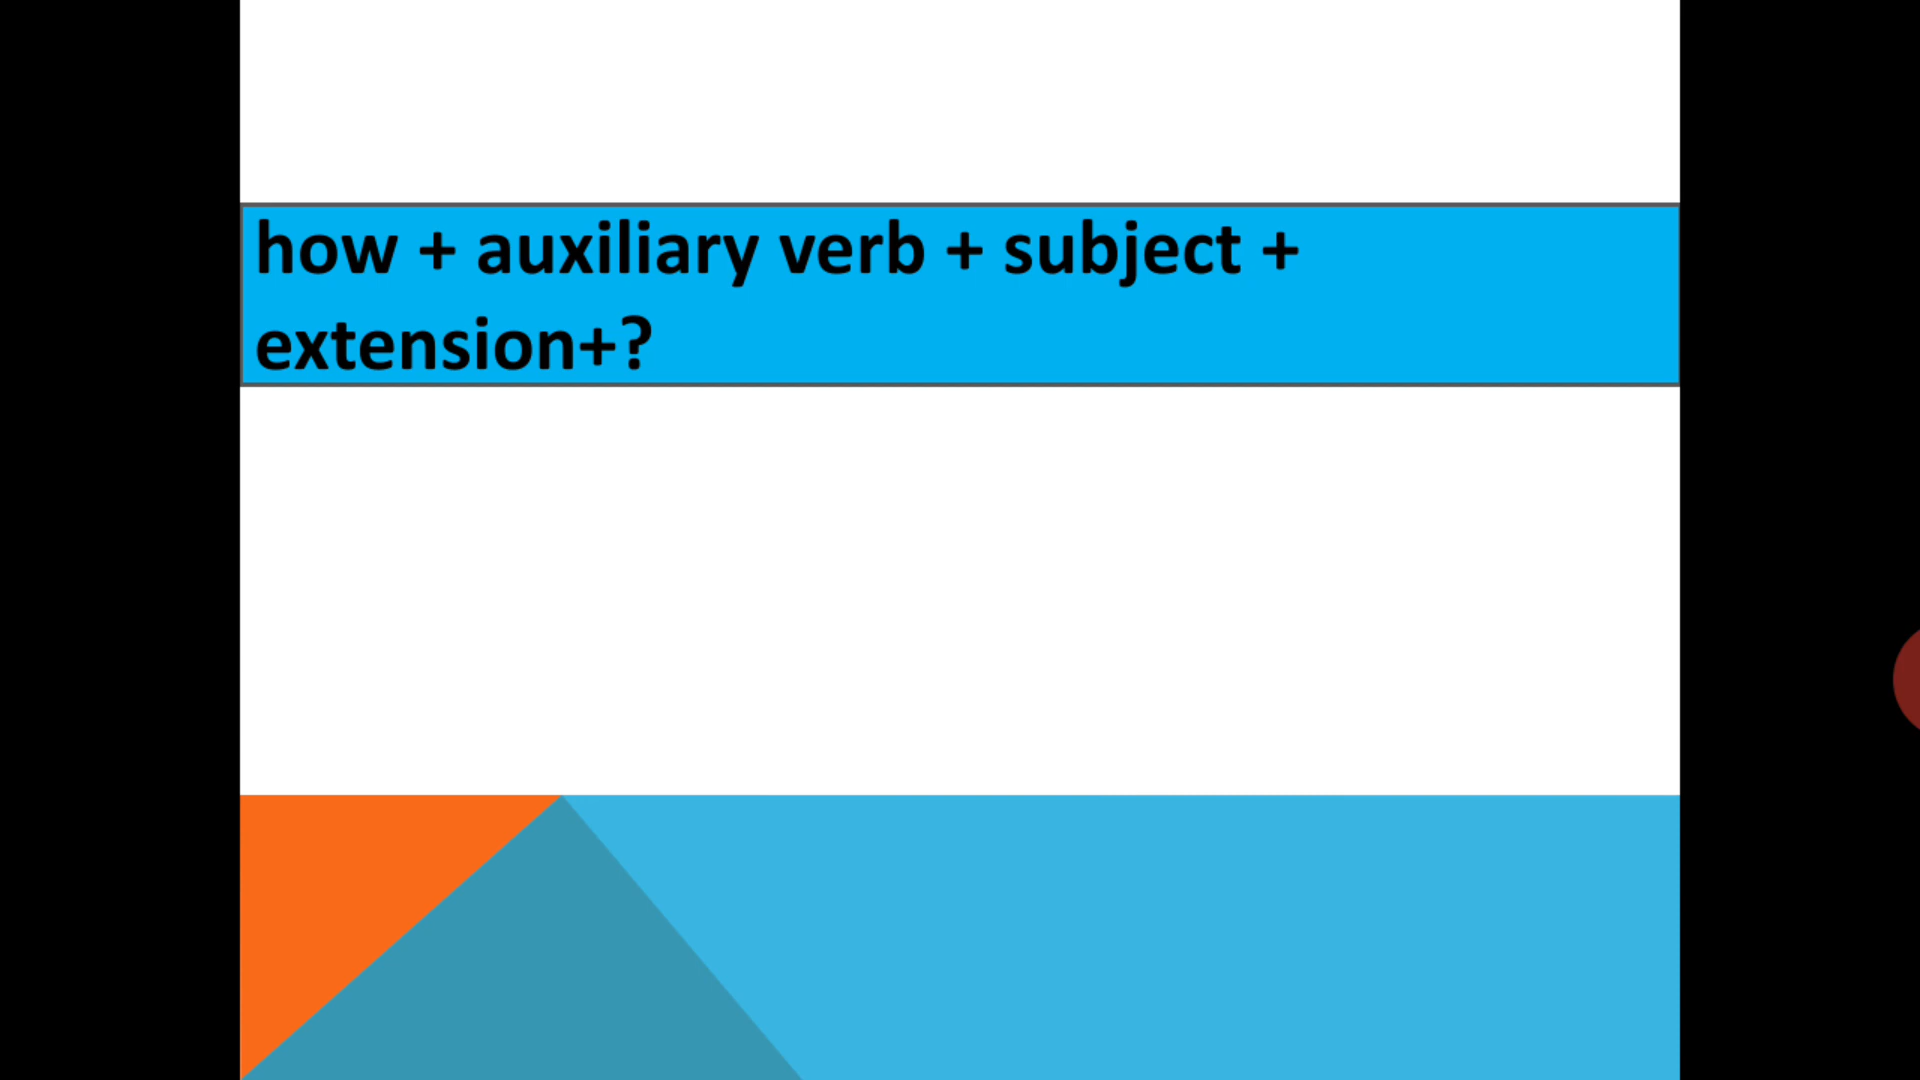 how + auxiliary verb + subject +
extension+?